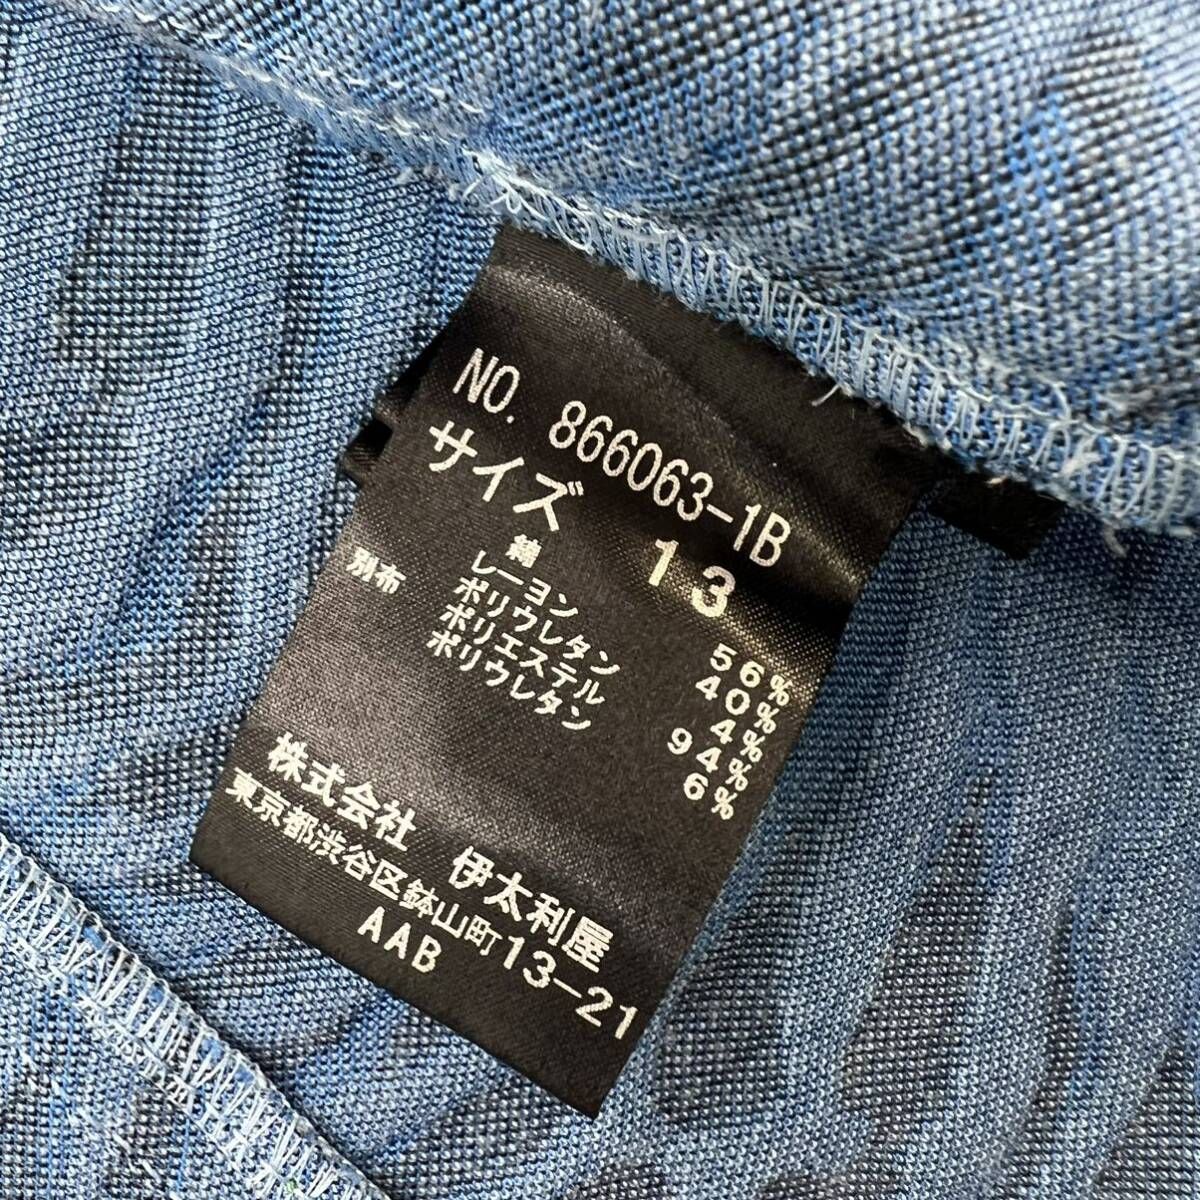 NO. 866063-1B
サイズ 13
綿 56%
レーヨン 40%
ポリウレタン 4%
別布 ポリエステル 94%
ポリウレタン 6%
株式会社 伊太利屋
東京都渋谷区鉢山町13-21
AAB